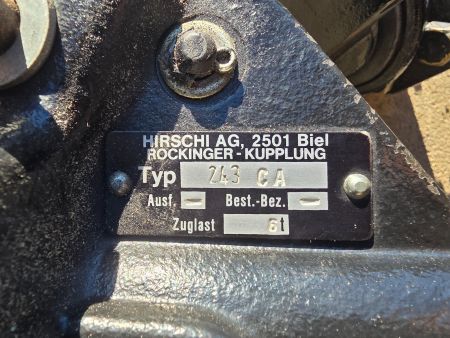 HIRSCHI AG, 2501 Biel
ROCKINGER-KUPPLUNG
Typ 243 CA
Ausf. - Best.-Bez. -
Zuglast 6t